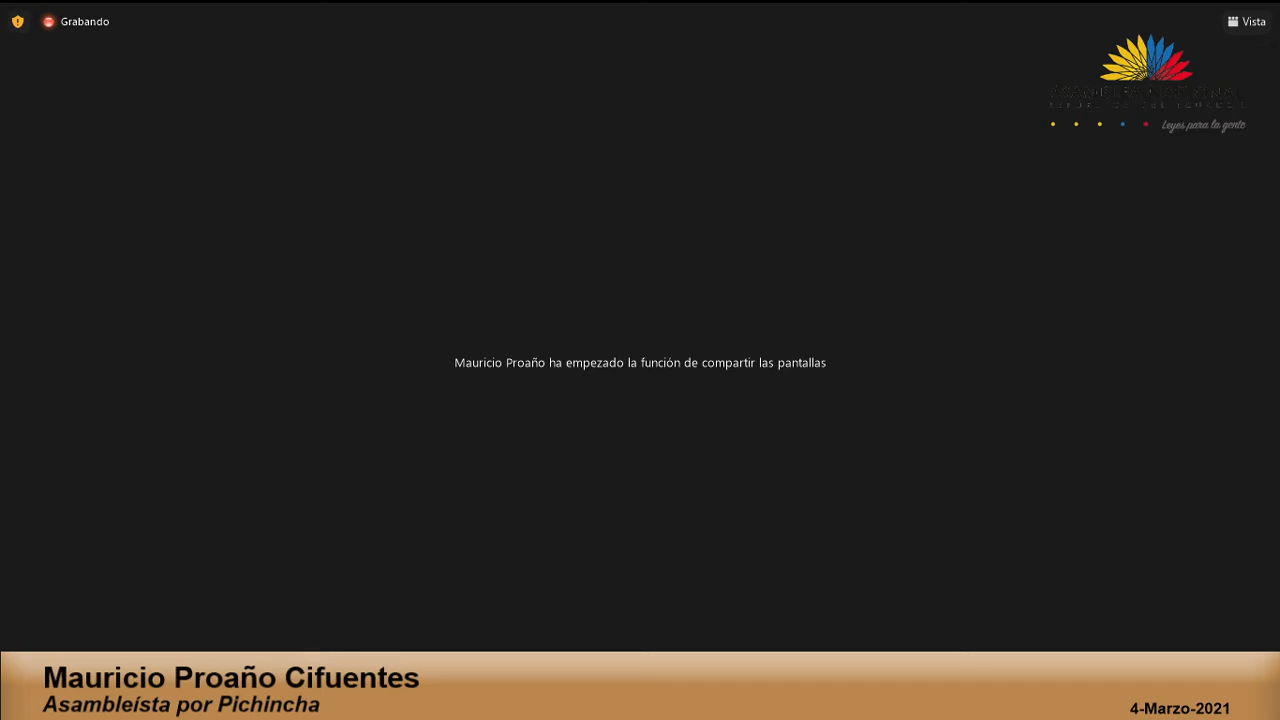 Grabando
Vista
Leyes para la gente
Mauricio Proaño ha empezado la función de compartir las pantallas
Mauricio Proaño Cifuentes
Asambleísta por Pichincha
4-Marzo-2021